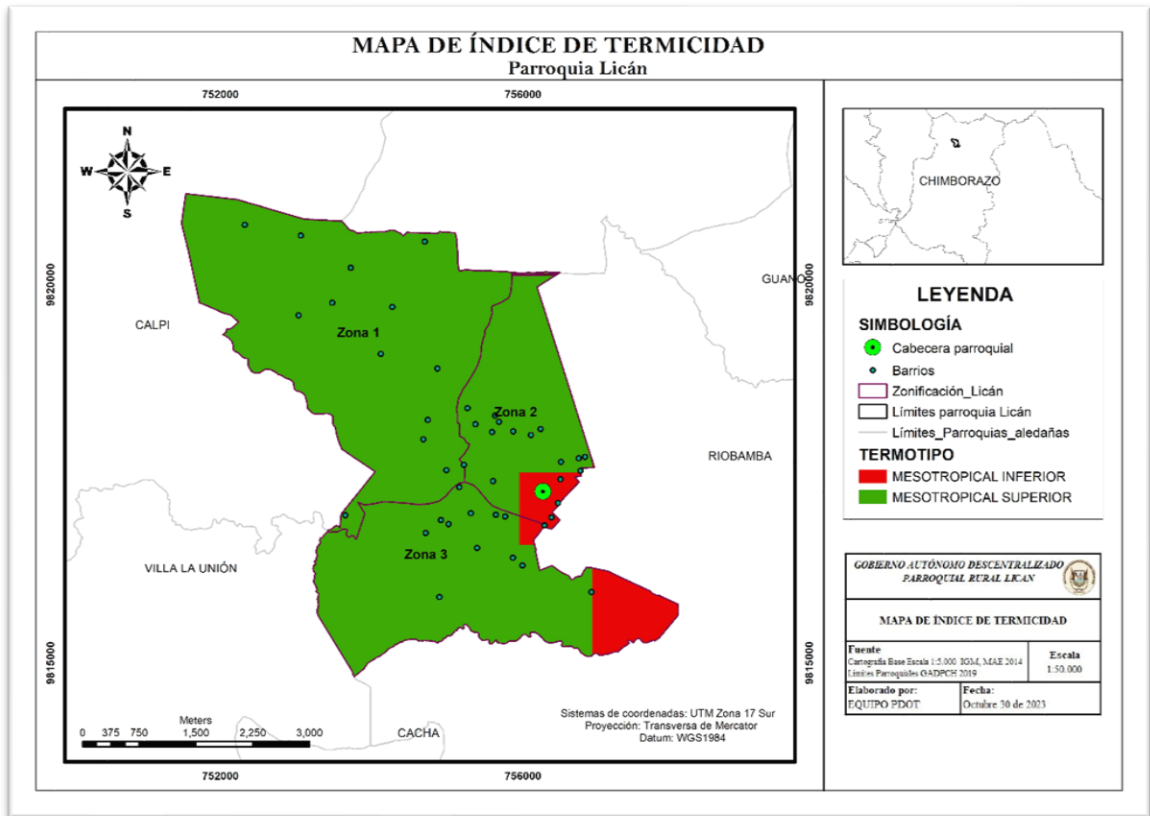 MAPA DE ÍNDICE DE TERMICIDAD
Parroquia Licán
752000
756000
N
W
E
S
9820000
9820000
CHIMBORAZO
GUANO
CALPI
Zona 1
Zona 2
RIOBAMBA
Zona 3
VILLA LA UNIÓN
9815000
9815000
CACHA
Meters
0 375 750 1,500 2,250 3,000
Sistemas de coordenadas: UTM Zona 17 Sur
Proyección: Transversa de Mercator
Datum: WGS1984
752000
756000
LEYENDA
SIMBOLOGÍA
Cabecera parroquial
Barrios
Zonificación_Licán
Límites parroquia Licán
Límites_Parroquias_aledañas
TERMOTIPO
MESOTROPICAL INFERIOR
MESOTROPICAL SUPERIOR
GOBIERNO AUTÓNOMO DESCENTRALIZADO
PARROQUIAL RURAL LICAN
MAPA DE ÍNDICE DE TERMICIDAD
Fuente
Cartografía Base Escala 1:5.000 IGM, MAE 2014
Límites Parroquiales GADPCH 2019
Escala
1:50.000
Elaborado por:
EQUIPO PDOT
Fecha:
Octubre 30 de 2023